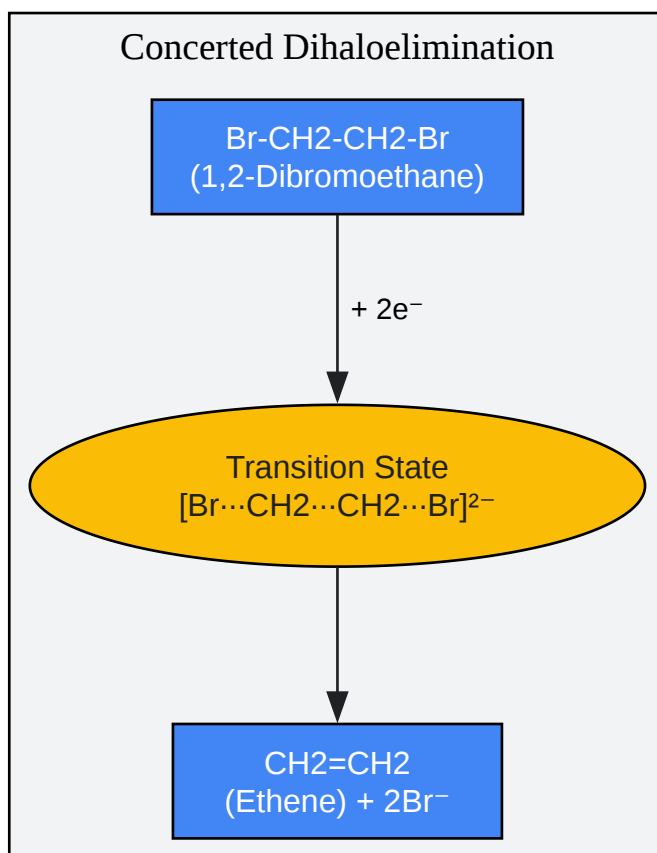 Concerted Dihaloelimination
Br-CH2-CH2-Br
(1,2-Dibromoethane)
+ 2e⁻
Transition State
[Br···CH2···CH2···Br]²⁻
CH2=CH2
(Ethene) + 2Br⁻